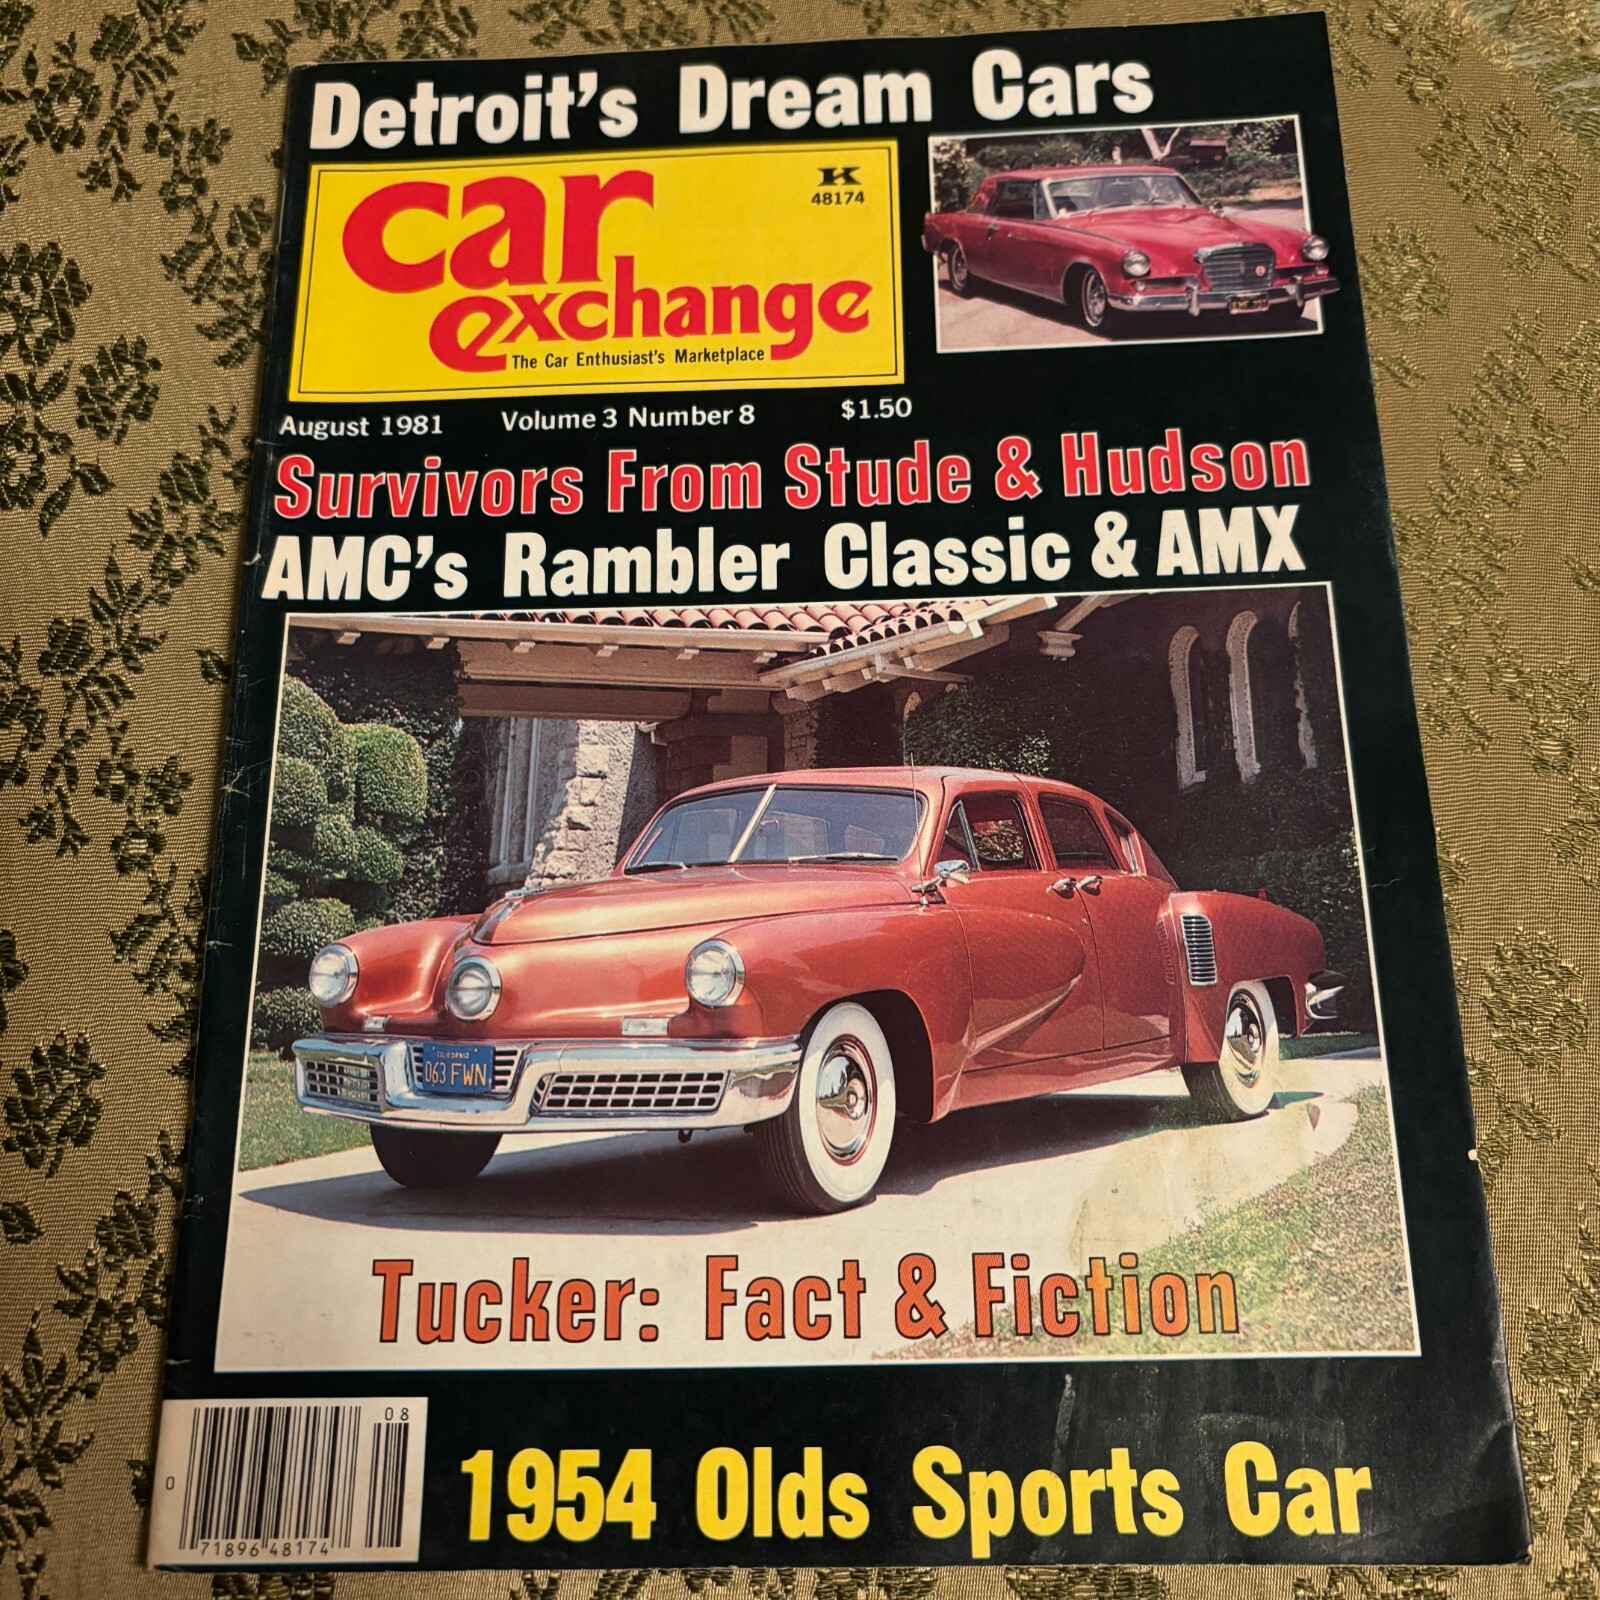 Detroit's Dream Cars
car
K
48174
exchange
The Car Enthusiast's Marketplace
August 1981 Volume 3 Number 8 $1.50
Survivors From Stude & Hudson
AMC's Rambler Classic & AMX
CALIFORNIA
063 FWN
Tucker: Fact & Fiction
08
0
71896 48174
1954 Olds Sports Car